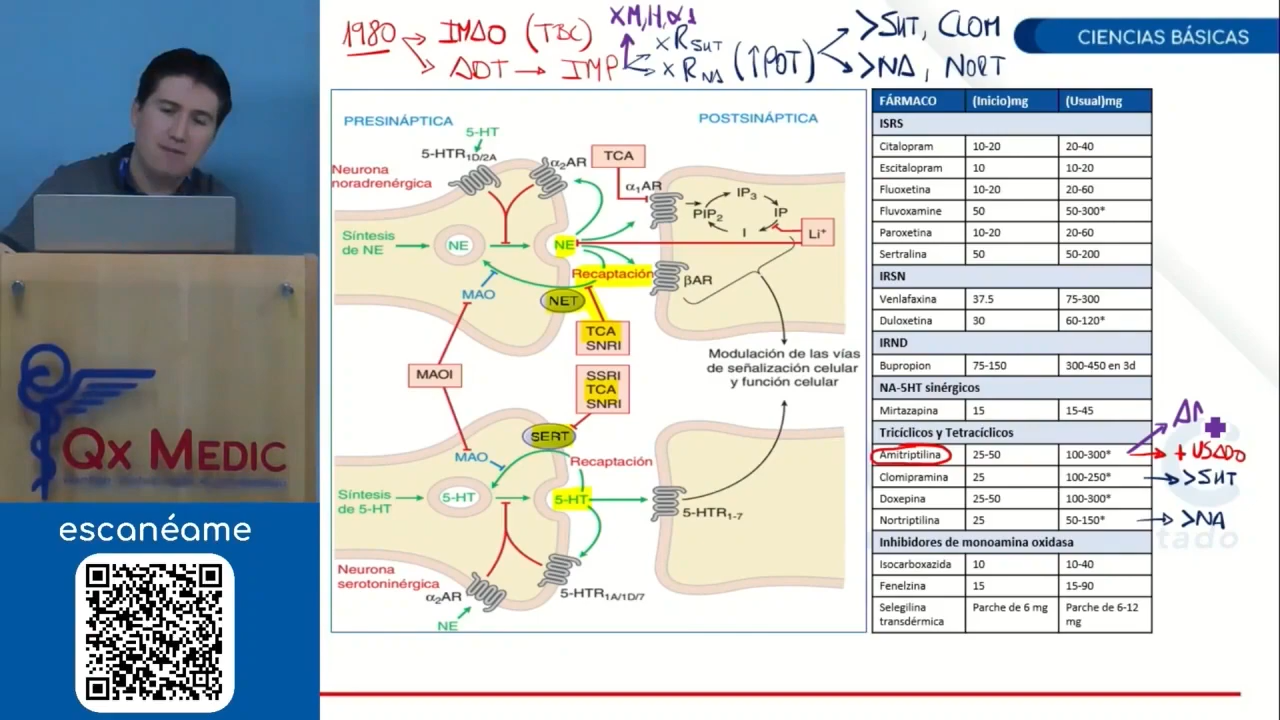 1980 → IMAO (TBC)
ADT → IMP
XM,H,α1
xR SUT
xR NA (↑POT)
>SUT, CLOM
>NA, NORT
CIENCIAS BÁSICAS
PRESINÁPTICA
POSTSINÁPTICA
5-HT
5-HTR1D/2A
α2AR
TCA
Neurona
noradrenérgica
α1AR
IP3
PIP2
IP
I
Li+
Síntesis
de NE
NE
NE
Recaptación
βAR
MAO
NET
TCA
SNRI
MAOI
Modulación de las vías
de señalización celular
y función celular
SSRI
TCA
SNRI
SERT
MAO
Recaptación
Síntesis
de 5-HT
5-HT
5-HT
5-HTR1-7
Neurona
serotoninérgica
α2AR
5-HTR1A/1D/7
NE
FÁRMACO (Inicio)mg (Usual)mg
ISRS
Citalopram 10-20 20-40
Escitalopram 10 10-20
Fluoxetina 10-20 20-60
Fluvoxamine 50 50-300*
Paroxetina 10-20 20-60
Sertralina 50 50-200
IRSN
Venlafaxina 37.5 75-300
Duloxetina 30 60-120*
IRND
Bupropion 75-150 300-450 en 3d
NA-5HT sinérgicos
Mirtazapina 15 15-45
Tricíclicos y Tetracíclicos
Amitriptilina 25-50 100-300*
Clomipramina 25 100-250*
Doxepina 25-50 100-300*
Nortriptilina 25 50-150*
Inhibidores de monoamina oxidasa
Isocarboxazida 10 10-40
Fenelzina 15 15-90
Selegilina
transdérmica
Parche de 6 mg
Parche de 6-12
mg
+ USADO
>SUT
>NA
Qx MEDIC
escanéame